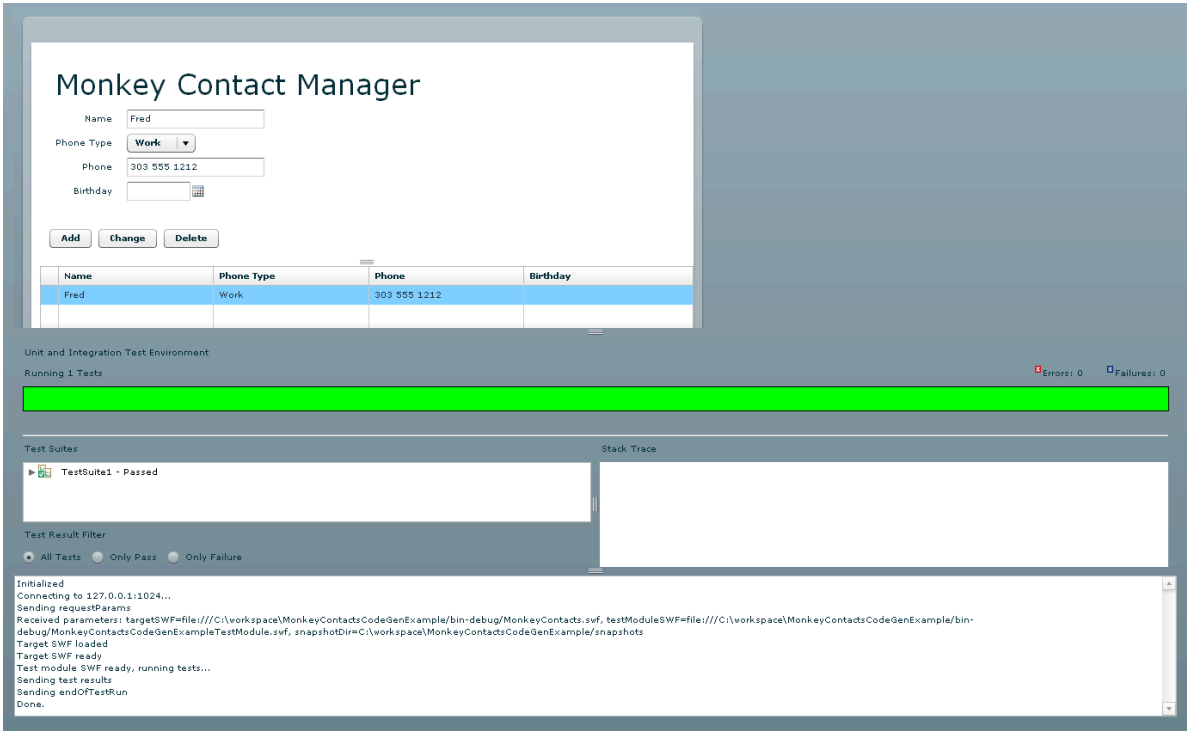 Monkey Contact Manager
Name Fred
Phone Type Work
Phone 303 555 1212
Birthday
Add Change Delete
Name Phone Type Phone Birthday
Fred Work 303 555 1212
Unit and Integration Test Environment
Running 1 Tests Errors: 0 Failures: 0
Test Suites Stack Trace
TestSuite1 - Passed
Test Result Filter
All Tests Only Pass Only Failure
Initialized
Connecting to 127.0.0.1:1024...
Sending requestParams
Received parameters: targetSWF=file:///C:\workspace\MonkeyContactsCodeGenExample/bin-debug/MonkeyContacts.swf, testModuleSWF=file:///C:\workspace\MonkeyContactsCodeGenExample/bin-
debug/MonkeyContactsCodeGenExampleTestModule.swf, snapshotDir=C:\workspace\MonkeyContactsCodeGenExample/snapshots
Target SWF loaded
Target SWF ready
Test module SWF ready, running tests...
Sending test results
Sending endOfTestRun
Done.